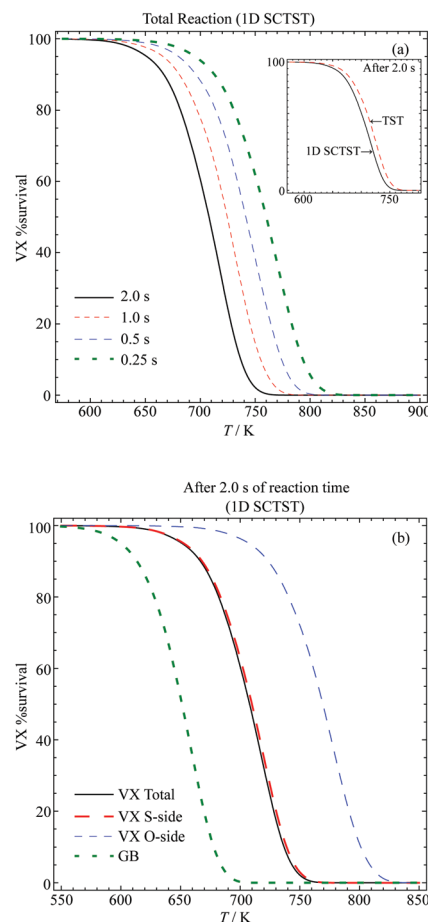 Total Reaction (1D SCTST)
100
80
60
40
20
0
VX %survival
(a)
After 2.0 s
100
0
TST
1D SCTST
600
750
2.0 s
1.0 s
0.5 s
0.25 s
600 650 700 750 800 850 900
T / K
After 2.0 s of reaction time
(1D SCTST)
100
80
60
40
20
0
VX %survival
(b)
VX Total
VX S-side
VX O-side
GB
550 600 650 700 750 800 850
T / K